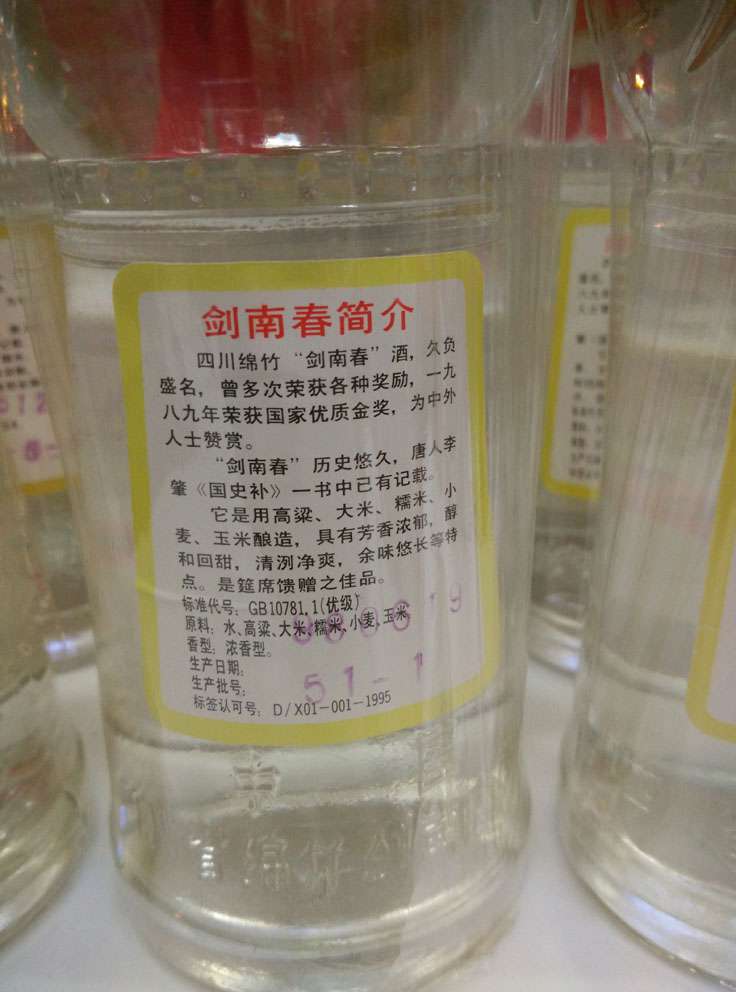 剑南春简介
四川绵竹“剑南春”酒，久负
盛名，曾多次荣获各种奖励，一九
八九年荣获国家优质金奖，为中外
人士赞赏。
“剑南春”历史悠久，唐人李
肇《国史补》一书中已有记载。
它是用高粱、大米、糯米、小
麦、玉米酿造，具有芳香浓郁，醇
和回甜，清洌净爽，余味悠长等特
点。是筵席馈赠之佳品。
标准代号：GB10781.1(优级)
原料：水、高粱、大米、糯米、小麦、玉米
香型：浓香型。
生产日期：
生产批号：
51-1
标签认可号：D/X01-001-1995
绵竹